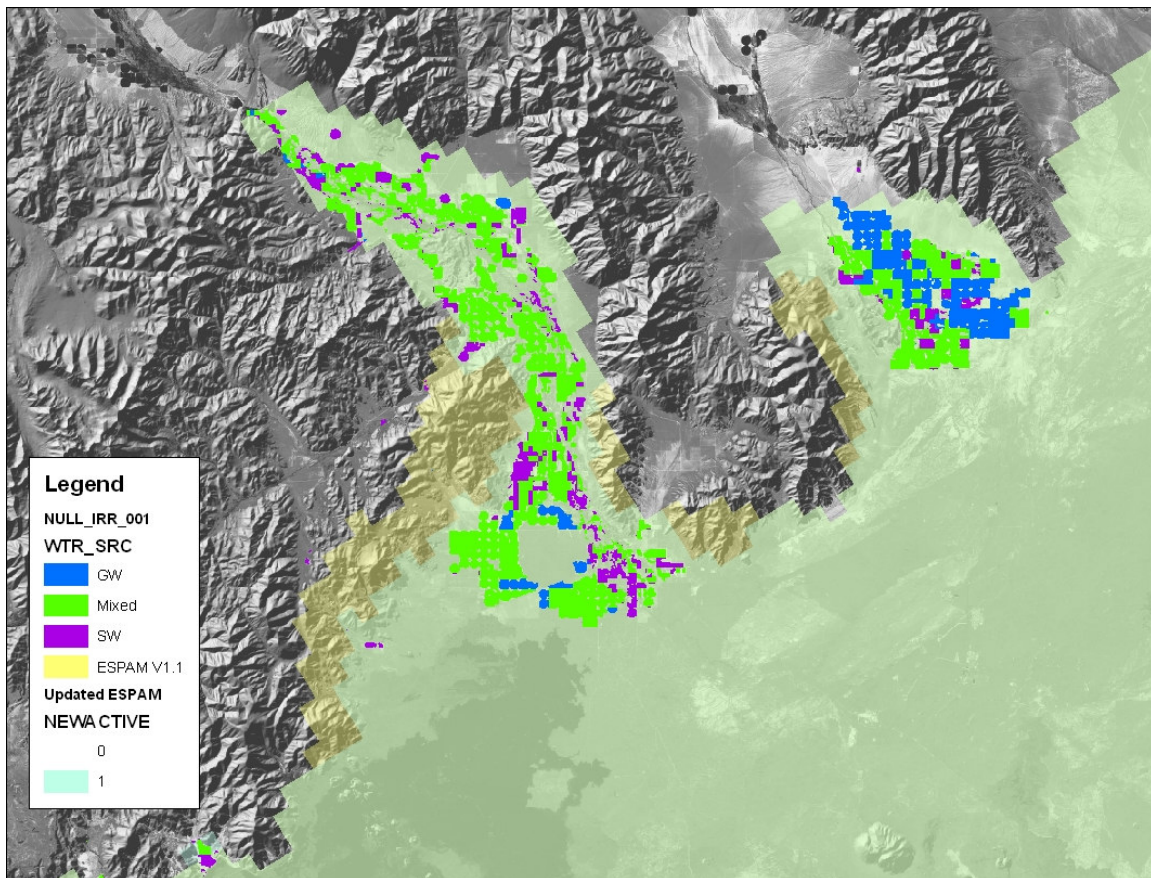 Legend
NULL_IRR_001
WTR_SRC
GW
Mixed
SW
ESPAM V1.1
Updated ESPAM
NEWACTIVE
0
1